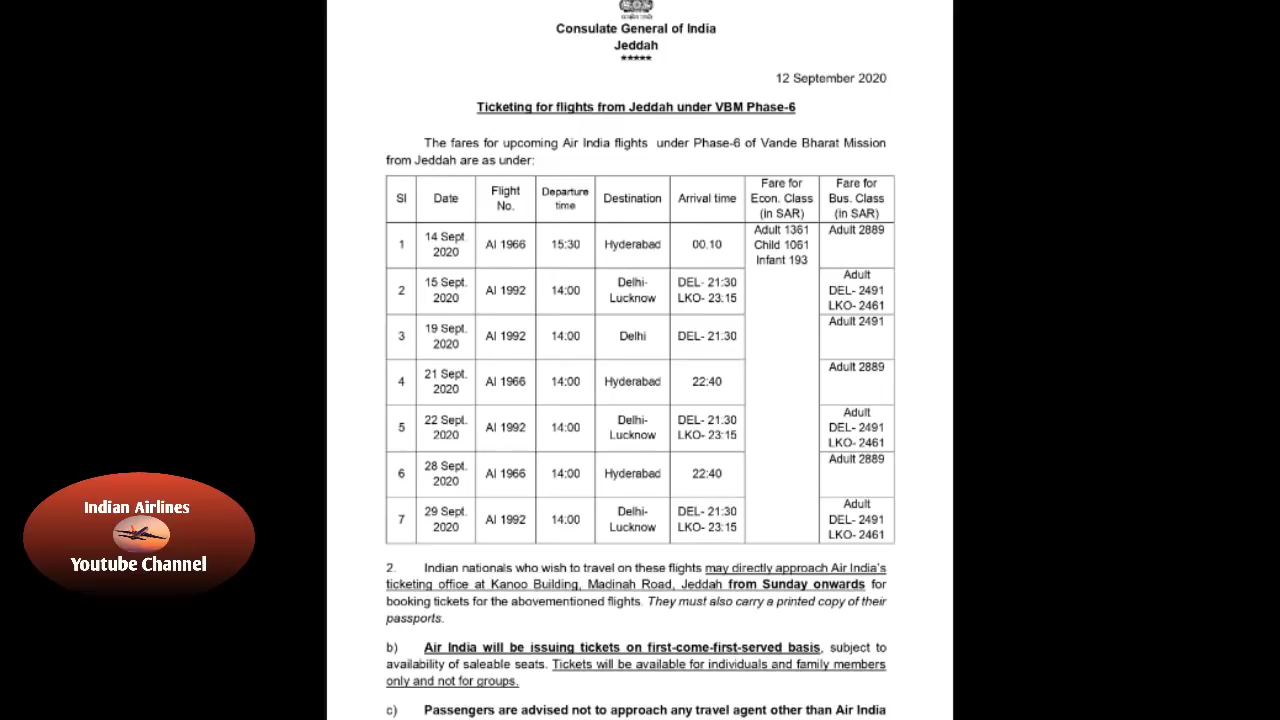 Consulate General of India
Jeddah
*****
12 September 2020
Ticketing for flights from Jeddah under VBM Phase-6
The fares for upcoming Air India flights under Phase-6 of Vande Bharat Mission
from Jeddah are as under:
Sl Date Flight No. Departure time Destination Arrival time Fare for Econ. Class (in SAR) Fare for Bus. Class (in SAR)
1 14 Sept. 2020 AI 1966 15:30 Hyderabad 00.10 Adult 1361 Child 1061 Infant 193 Adult 2889
2 15 Sept. 2020 AI 1992 14:00 Delhi- Lucknow DEL- 21:30 LKO- 23:15 Adult DEL- 2491 LKO- 2461
3 19 Sept. 2020 AI 1992 14:00 Delhi DEL- 21:30 Adult 2491
4 21 Sept. 2020 AI 1966 14:00 Hyderabad 22:40 Adult 2889
5 22 Sept. 2020 AI 1992 14:00 Delhi- Lucknow DEL- 21:30 LKO- 23:15 Adult DEL- 2491 LKO- 2461
6 28 Sept. 2020 AI 1966 14:00 Hyderabad 22:40 Adult 2889
7 29 Sept. 2020 AI 1992 14:00 Delhi- Lucknow DEL- 21:30 LKO- 23:15 Adult DEL- 2491 LKO- 2461
2. Indian nationals who wish to travel on these flights may directly approach Air India's
ticketing office at Kanoo Building, Madinah Road, Jeddah from Sunday onwards for
booking tickets for the abovementioned flights. They must also carry a printed copy of their
passports.
b) Air India will be issuing tickets on first-come-first-served basis, subject to
availability of saleable seats. Tickets will be available for individuals and family members
only and not for groups.
c) Passengers are advised not to approach any travel agent other than Air India
Indian Airlines
Youtube Channel